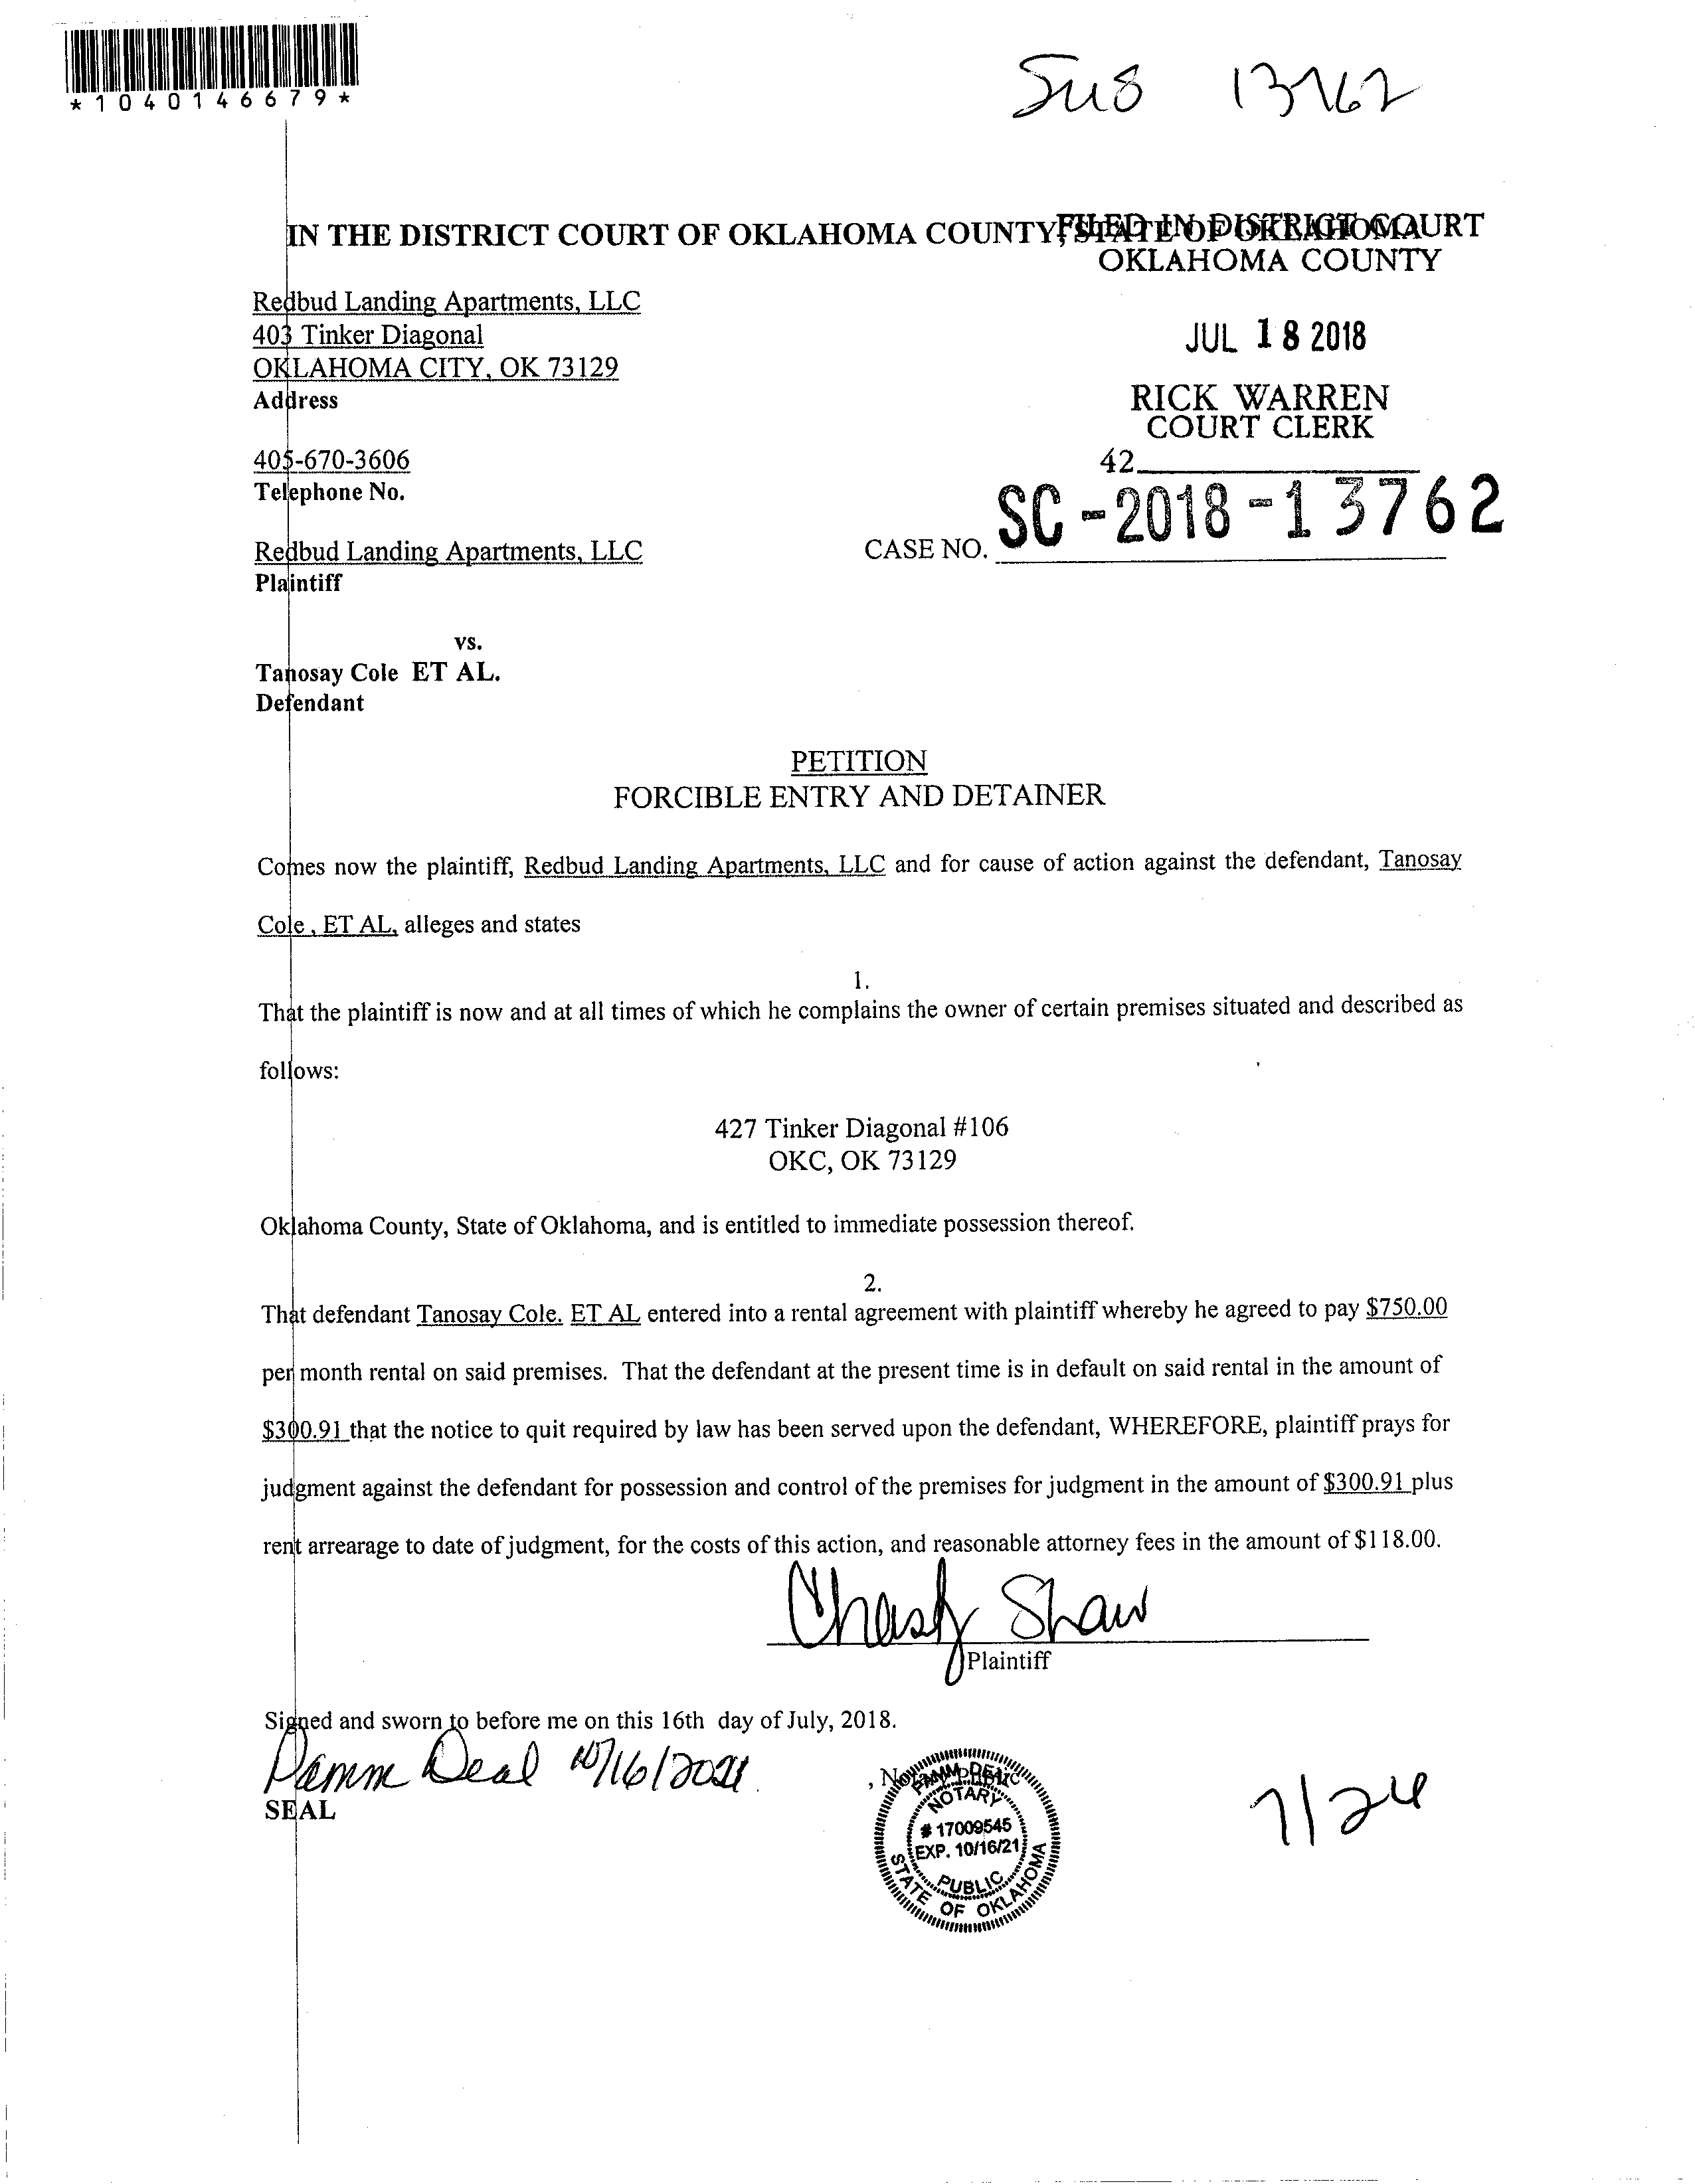 *1040146679*
13762
IN THE DISTRICT COURT OF OKLAHOMA COUNTY, STATE OF OKLAHOMA
FILED IN DISTRICT COURT
OKLAHOMA COUNTY
Redbud Landing Apartments, LLC
403 Tinker Diagonal
OKLAHOMA CITY, OK 73129
Address
JUL 18 2018
RICK WARREN
COURT CLERK
405-670-3606
Telephone No.
42
Redbud Landing Apartments, LLC
Plaintiff
CASE NO. SC-2018-13762
vs.
Tanosay Cole ET AL.
Defendant
PETITION
FORCIBLE ENTRY AND DETAINER
Comes now the plaintiff, Redbud Landing Apartments, LLC and for cause of action against the defendant, Tanosay
Cole , ET AL, alleges and states
1.
That the plaintiff is now and at all times of which he complains the owner of certain premises situated and described as
follows:
427 Tinker Diagonal #106
OKC, OK 73129
Oklahoma County, State of Oklahoma, and is entitled to immediate possession thereof.
2.
That defendant Tanosay Cole. ET AL entered into a rental agreement with plaintiff whereby he agreed to pay $750.00
per month rental on said premises. That the defendant at the present time is in default on said rental in the amount of
$300.91 that the notice to quit required by law has been served upon the defendant, WHEREFORE, plaintiff prays for
judgment against the defendant for possession and control of the premises for judgment in the amount of $300.91 plus
rent arrearage to date of judgment, for the costs of this action, and reasonable attorney fees in the amount of $118.00.
Chasty Shaw
Plaintiff
Signed and sworn to before me on this 16th day of July, 2018.
Pamm Deal 10/16/2021
, Notary Public
SEAL
PAMM DEAL
NOTARY
# 17009545
EXP. 10/16/21
PUBLIC
STATE OF OKLAHOMA
7/24